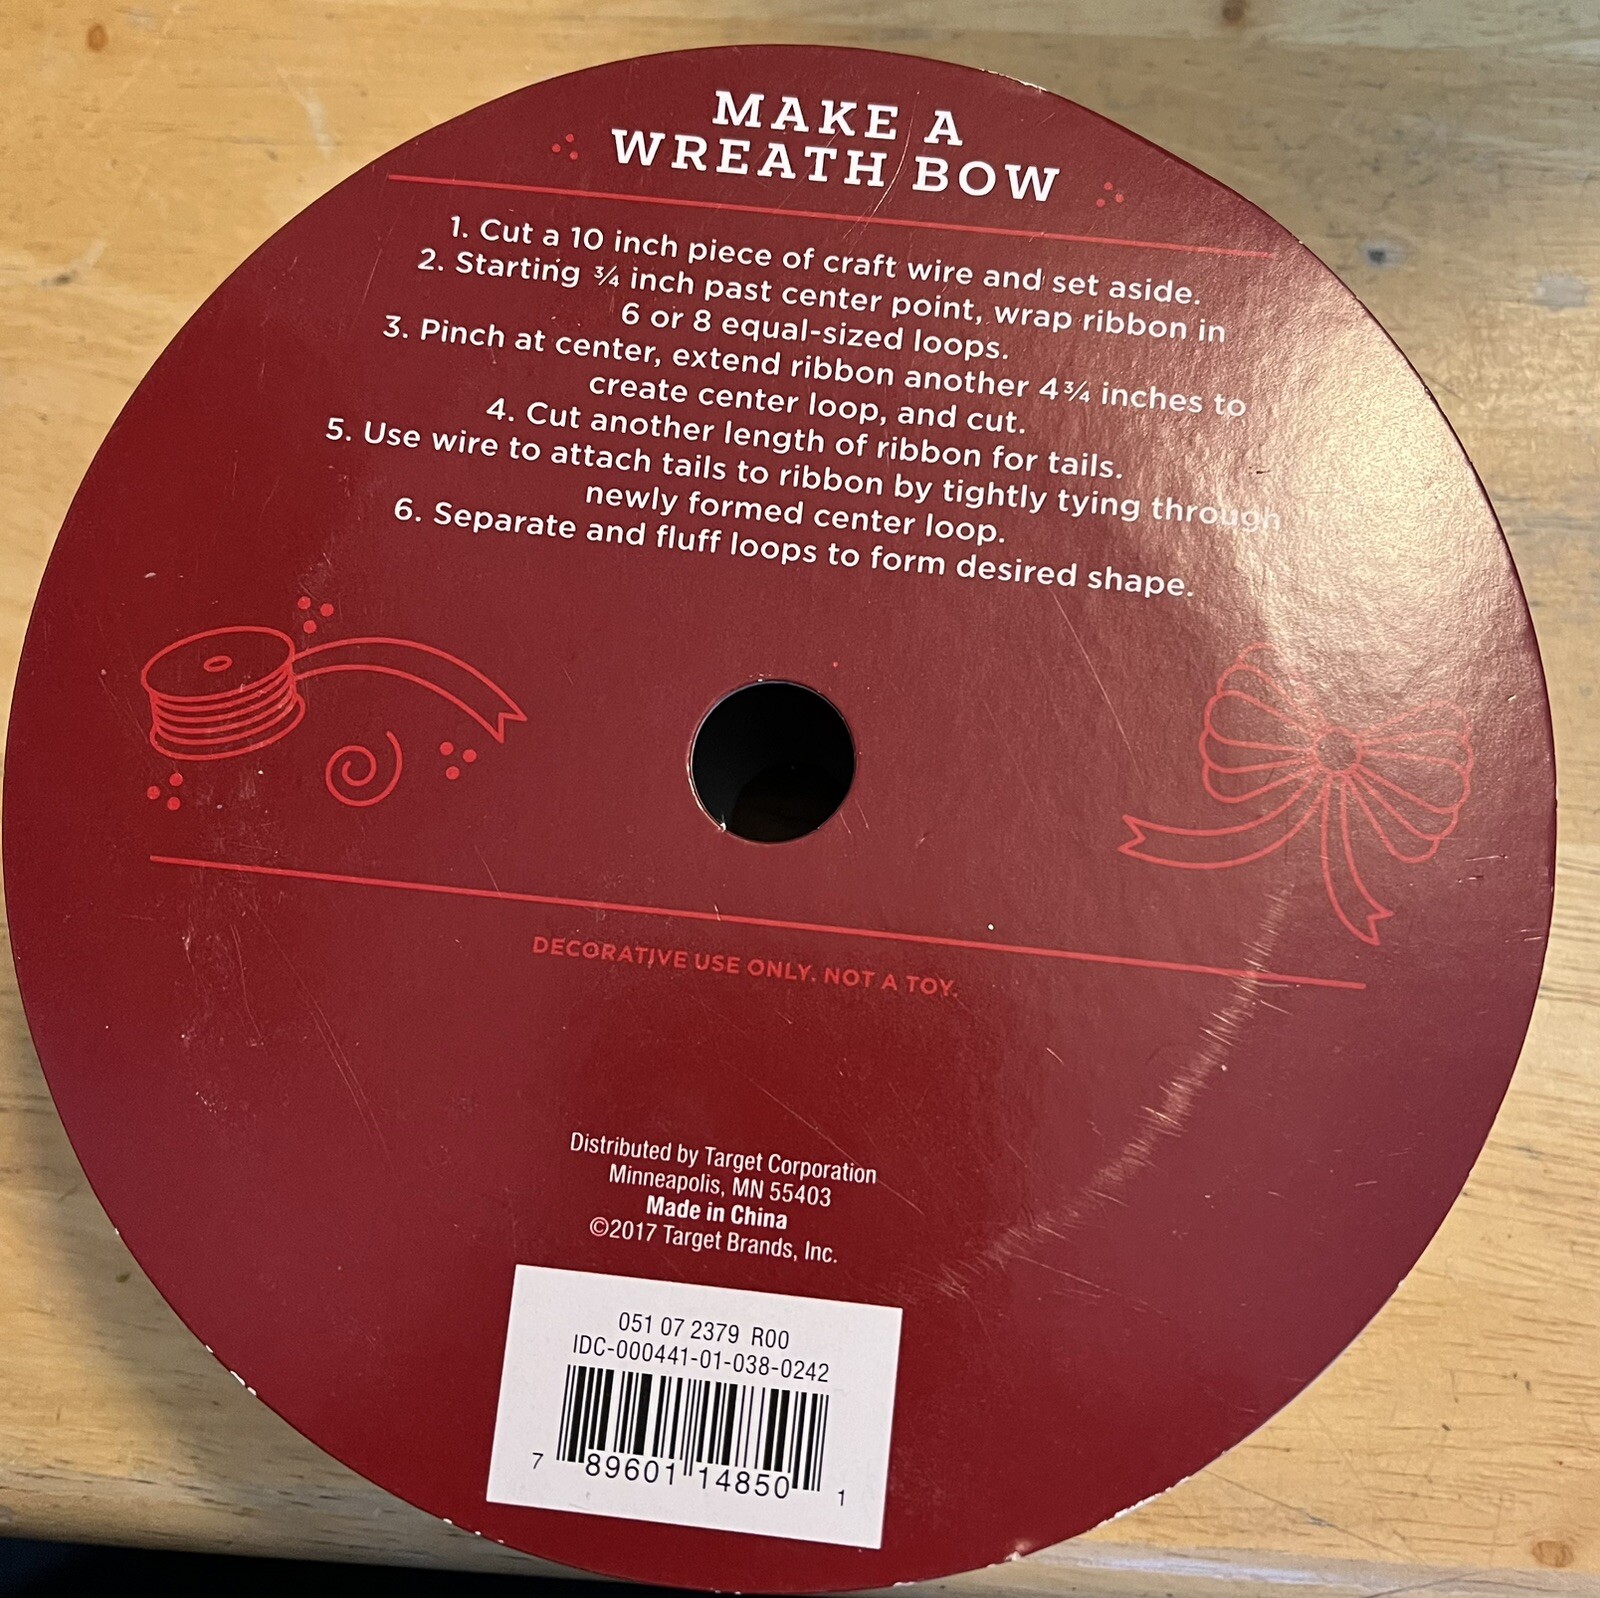 MAKE A
WREATH BOW
1. Cut a 10 inch piece of craft wire and set aside.
2. Starting ¾ inch past center point, wrap ribbon in
6 or 8 equal-sized loops.
3. Pinch at center, extend ribbon another 4¾ inches to
create center loop, and cut.
4. Cut another length of ribbon for tails.
5. Use wire to attach tails to ribbon by tightly tying through
newly formed center loop.
6. Separate and fluff loops to form desired shape.
DECORATIVE USE ONLY. NOT A TOY.
Distributed by Target Corporation
Minneapolis, MN 55403
Made in China
©2017 Target Brands, Inc.
051 07 2379 R00
IDC-000441-01-038-0242
7 89601 14850 1